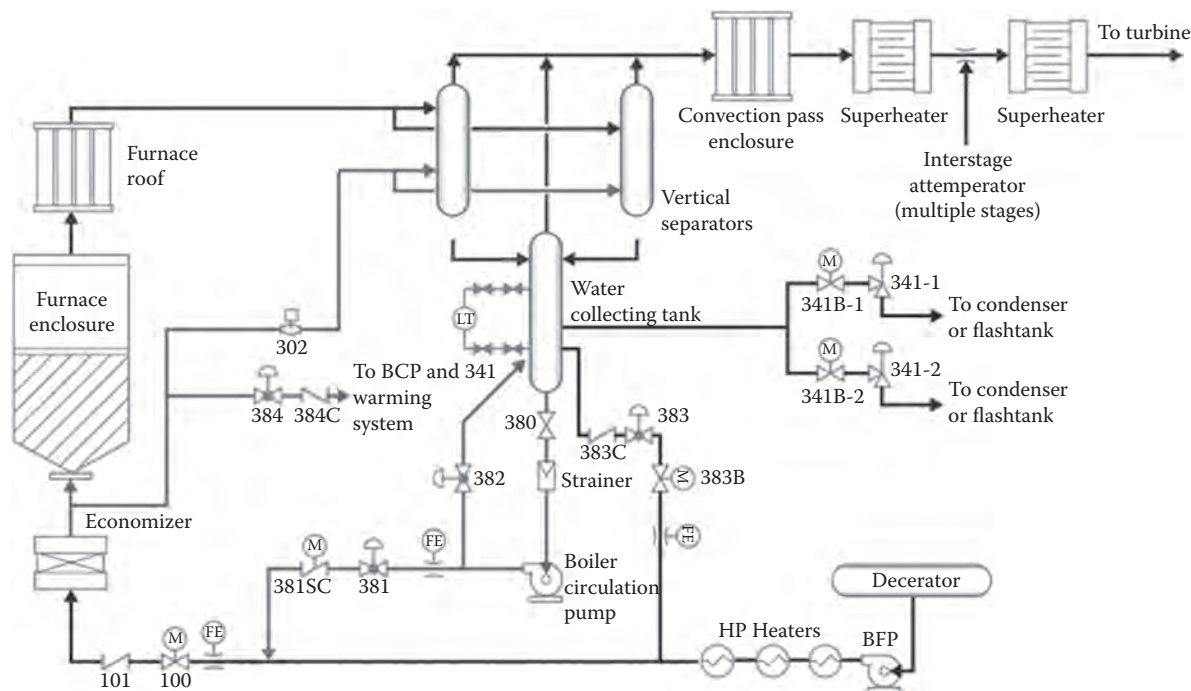 To turbine
Convection pass
enclosure
Superheater
Superheater
Interstage
attemperator
(multiple stages)
Furnace
roof
Vertical
separators
Furnace
enclosure
302
LT
Water
collecting tank
M
341B-1
341-1
To condenser
or flashtank
M
341B-2
341-2
To condenser
or flashtank
384
384C
To BCP and 341
warming
system
380
383C
383
382
Strainer
M
383B
FE
Economizer
M
381SC
381
FE
Boiler
circulation
pump
Decerator
HP Heaters
BFP
101
M
100
FE